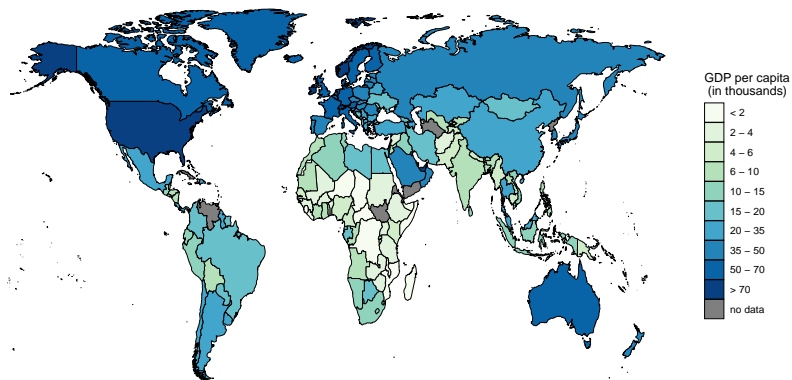 GDP per capita
(in thousands)
< 2
2 – 4
4 – 6
6 – 10
10 – 15
15 – 20
20 – 35
35 – 50
50 – 70
> 70
no data